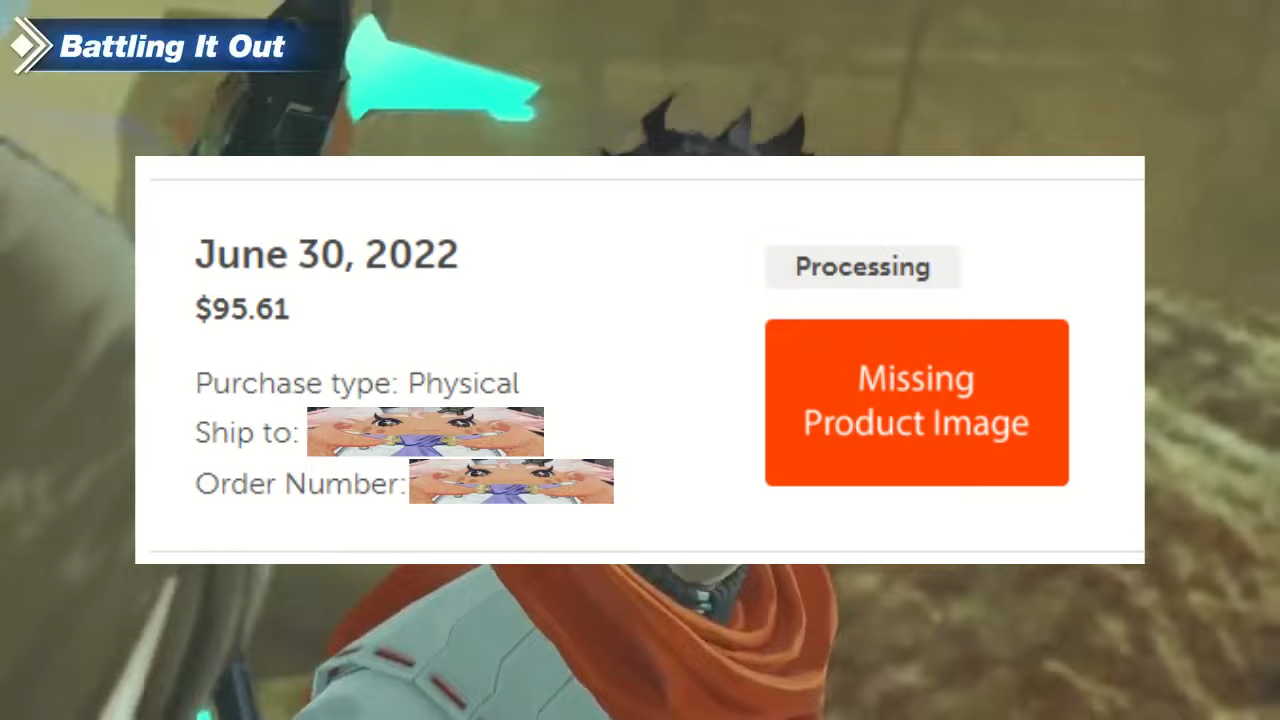 Battling It Out
June 30, 2022
$95.61
Purchase type: Physical
Ship to:
Order Number:
Processing
Missing
Product Image